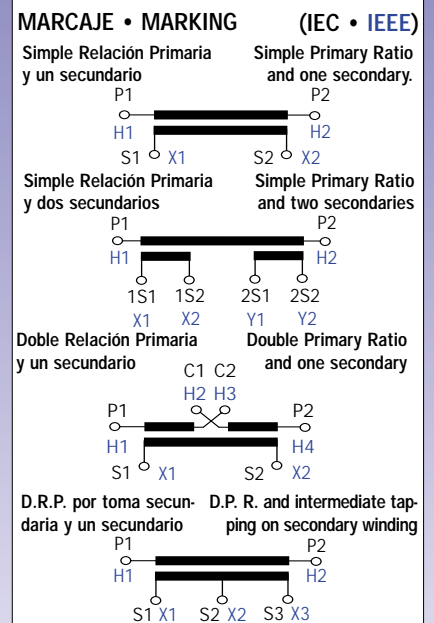 MARCAJE • MARKING (IEC • IEEE)
Simple Relación Primaria Simple Primary Ratio
y un secundario and one secondary.
P1 P2
H1 H2
S1 X1 S2 X2
Simple Relación Primaria Simple Primary Ratio
y dos secundarios and two secondaries
P1 P2
H1 H2
1S1 1S2 2S1 2S2
X1 X2 Y1 Y2
Doble Relación Primaria Double Primary Ratio
y un secundario and one secondary
C1 C2
H2 H3
P1 P2
H1 H4
S1 X1 S2 X2
D.R.P. por toma secun- D.P. R. and intermediate tap-
daria y un secundario ping on secondary winding
P1 P2
H1 H2
S1 X1 S2 X2 S3 X3